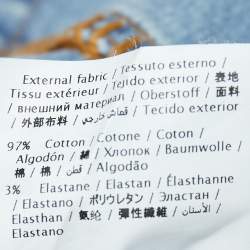 External fabric / Tessuto esterno /
Tissu extérieur / Tejido exterior / 表地
/ внешний материал / Oberstoff / 面料
/ 外部布料 / قماش خارجي / Tecido exterior
97% Cotton / Cotone / Coton /
Algodón / 綿 / Хлопок / Baumwolle /
棉 / 棉 / قطن / Algodão
3% Elastane / Elastan / Élasthanne
/ Elastano / ポリウレタン / Эластан /
Elasthan / 氨纶 / 彈性纖維 / الأستان /
Elastano